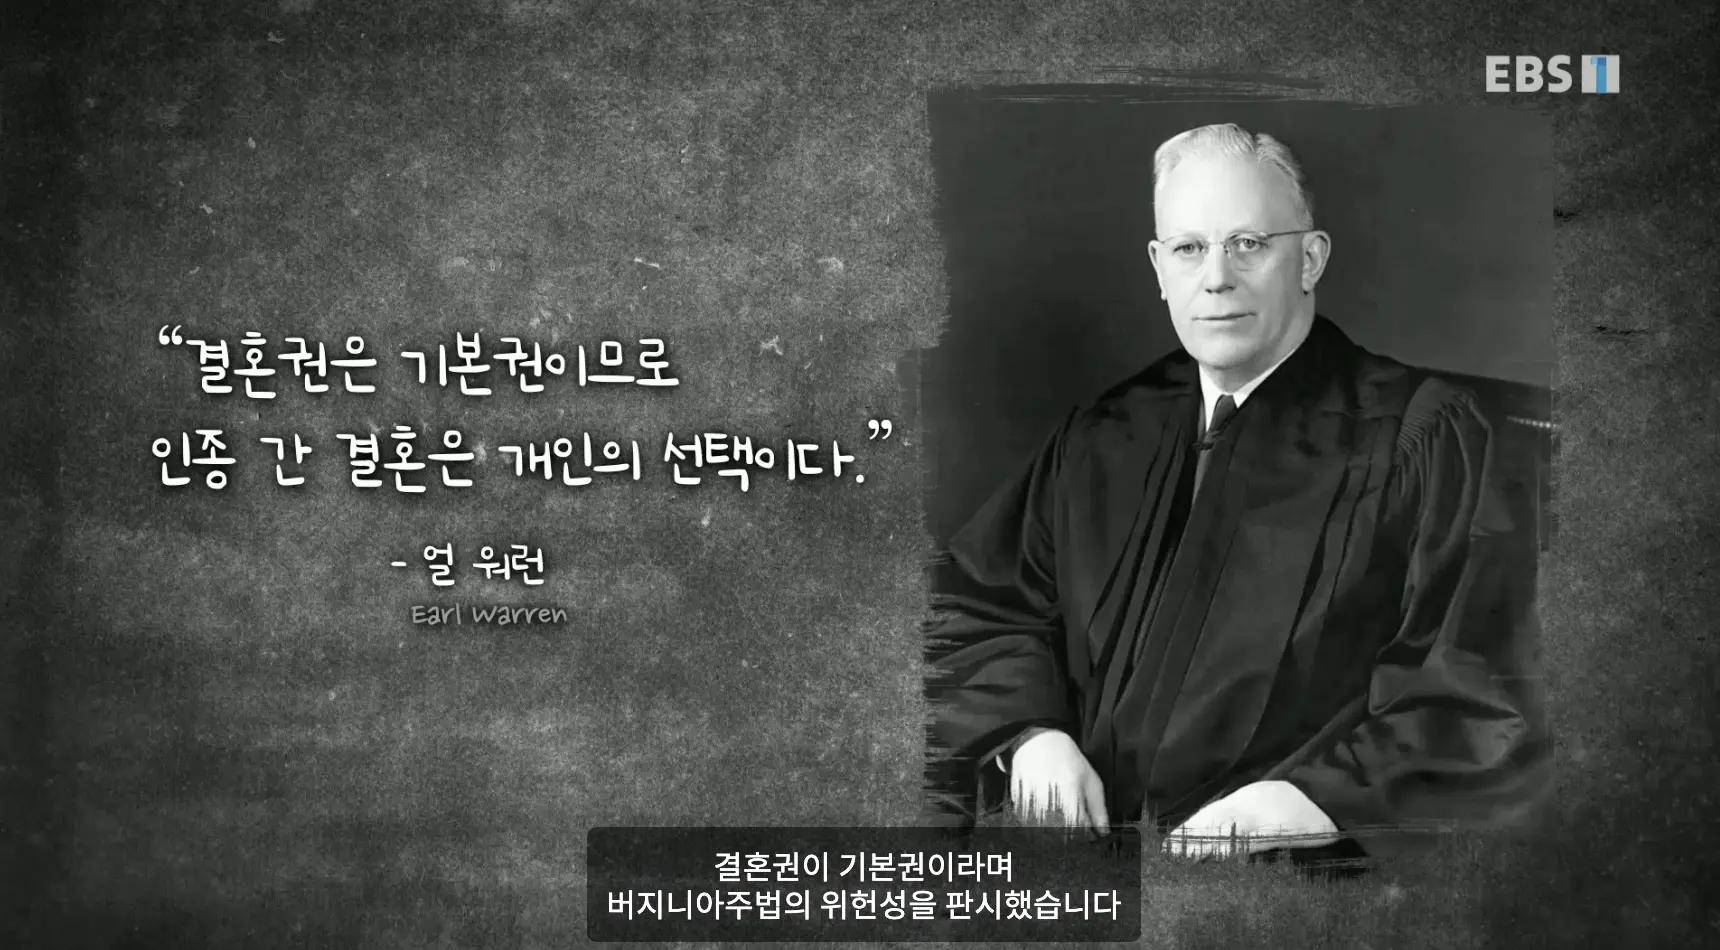 EBS 1
“결혼권은 기본권이므로
인종 간 결혼은 개인의 선택이다.”
- 얼 워런
Earl Warren
결혼권이 기본권이라며
버지니아주법의 위헌성을 판시했습니다